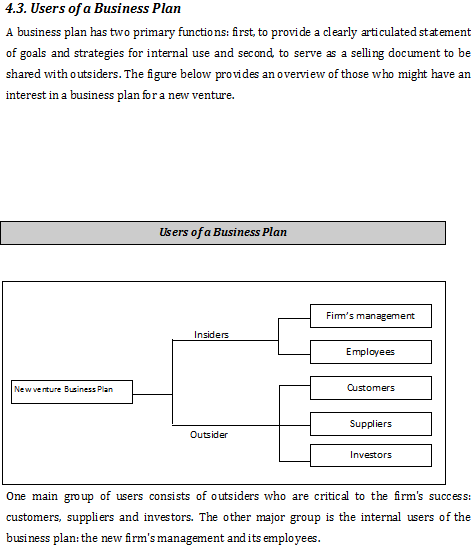 4.3. Users of a Business Plan
A business plan has two primary functions: first, to provide a clearly articulated statement
of goals and strategies for internal use and second, to serve as a selling document to be
shared with outsiders. The figure below provides an overview of those who might have an
interest in a business plan for a new venture.
Users of a Business Plan
Firm's management
Insiders
Employees
New venture Business Plan
Customers
Suppliers
Outsider
Investors
One main group of users consists of outsiders who are critical to the firm's success:
customers, suppliers and investors. The other major group is the internal users of the
business plan: the new firm's management and its employees.